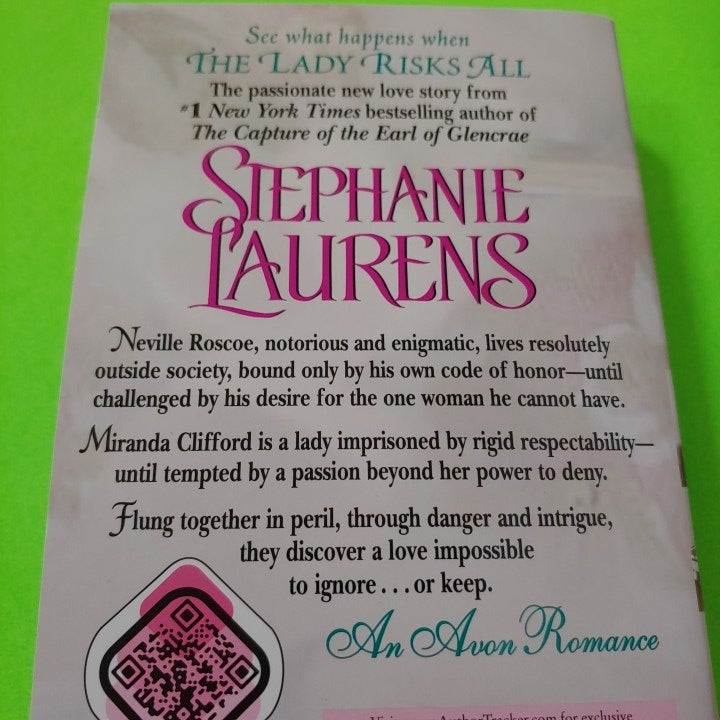 See what happens when
THE LADY RISKS ALL
The passionate new love story from
#1 New York Times bestselling author of
The Capture of the Earl of Glencrae
STEPHANIE
LAURENS
Neville Roscoe, notorious and enigmatic, lives resolutely
outside society, bound only by his own code of honor—until
challenged by his desire for the one woman he cannot have.
Miranda Clifford is a lady imprisoned by rigid respectability—
until tempted by a passion beyond her power to deny.
Flung together in peril, through danger and intrigue,
they discover a love impossible
to ignore . . . or keep.
An Avon Romance
AuthorTracker.com for exclusive